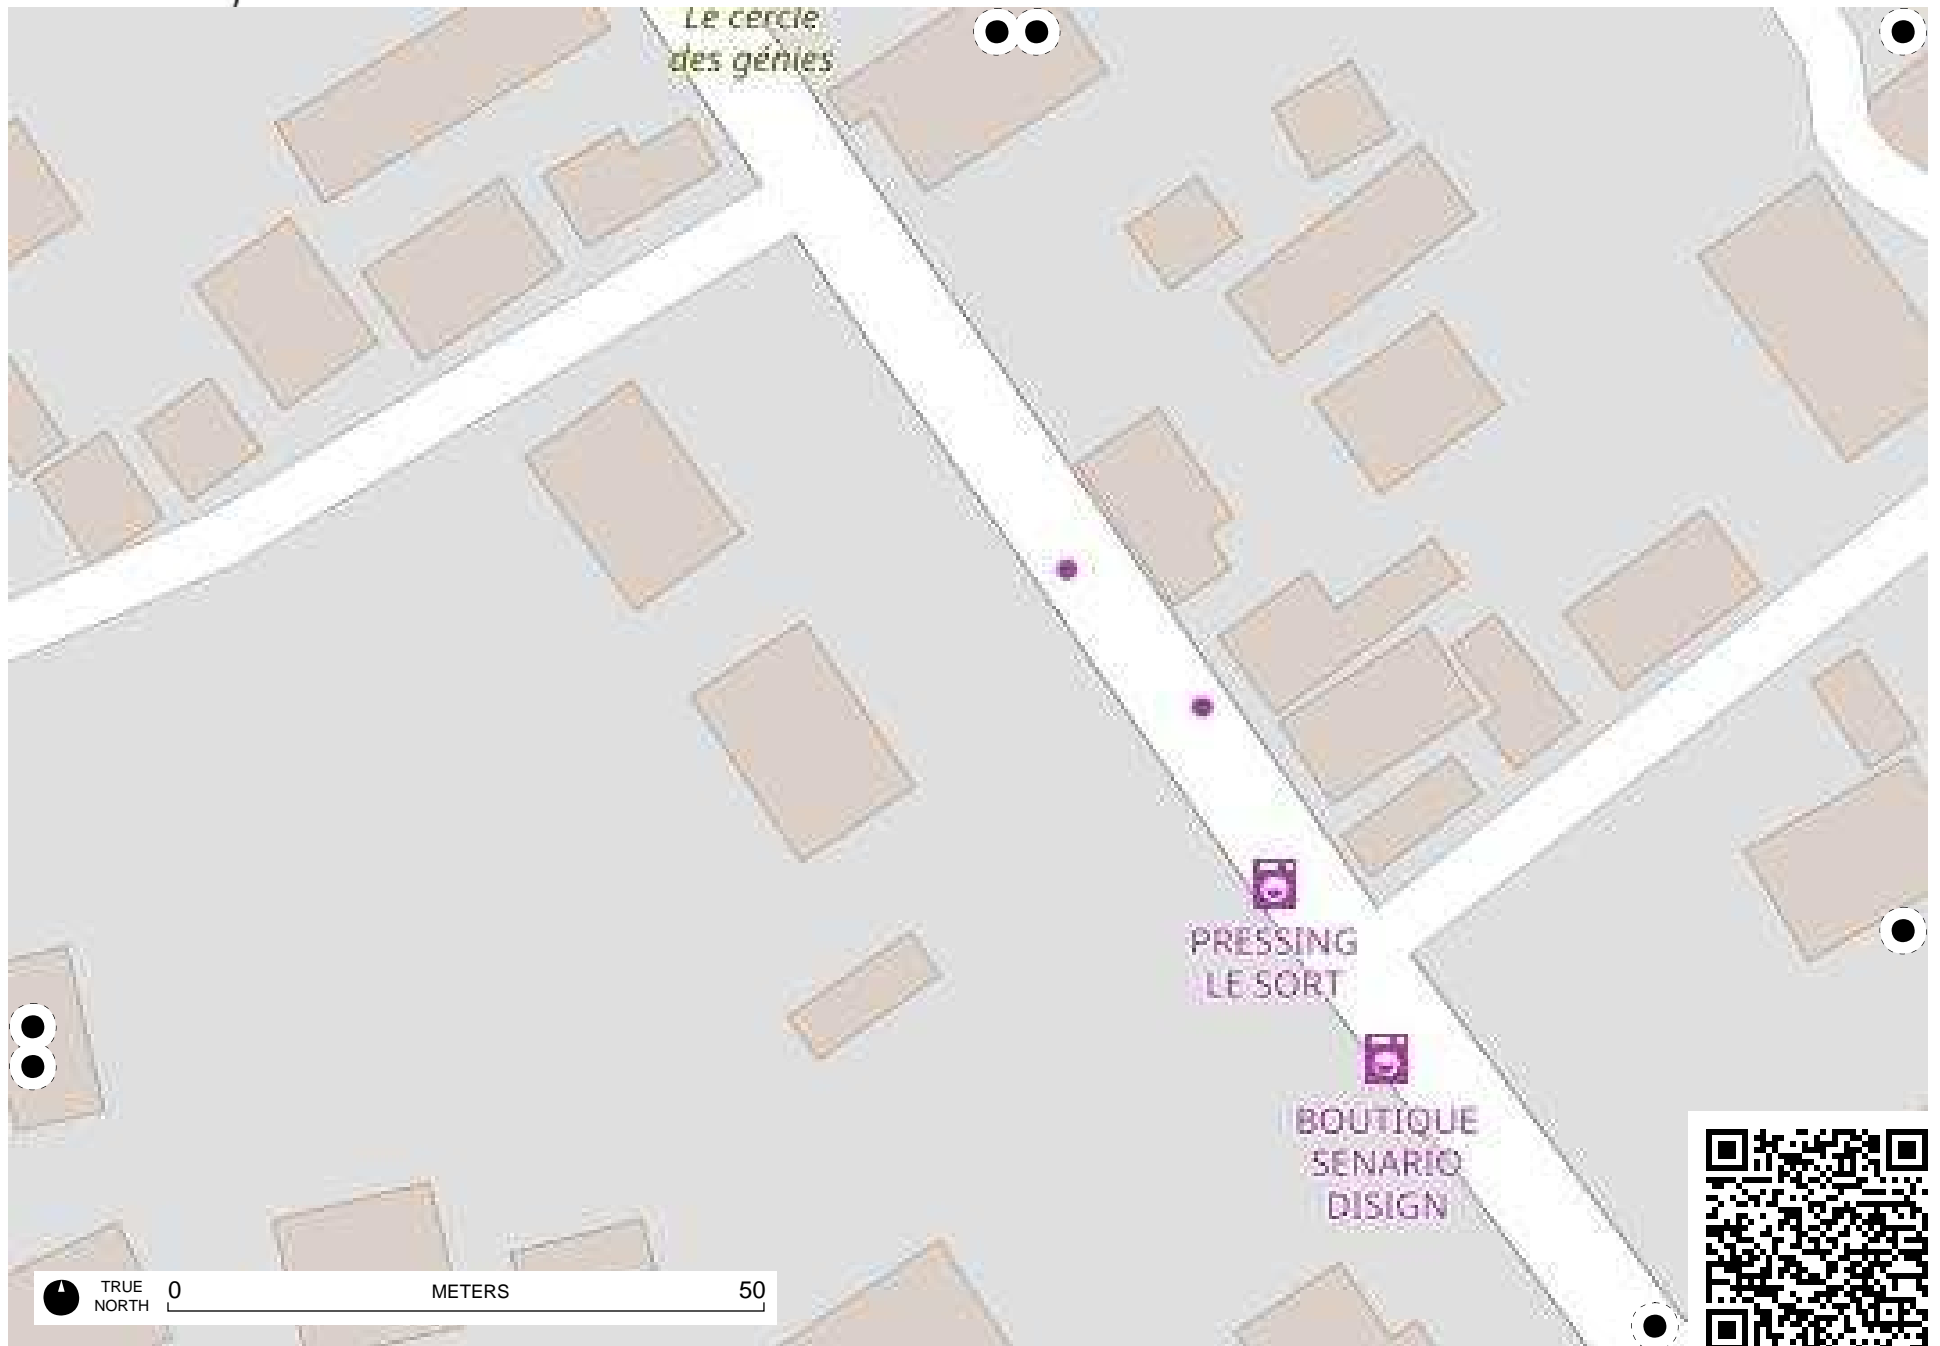 Le cercle
des génies
PRESSING
LE SORT
BOUTIQUE
SENARIO
DISIGN
TRUE
NORTH
0
METERS
50